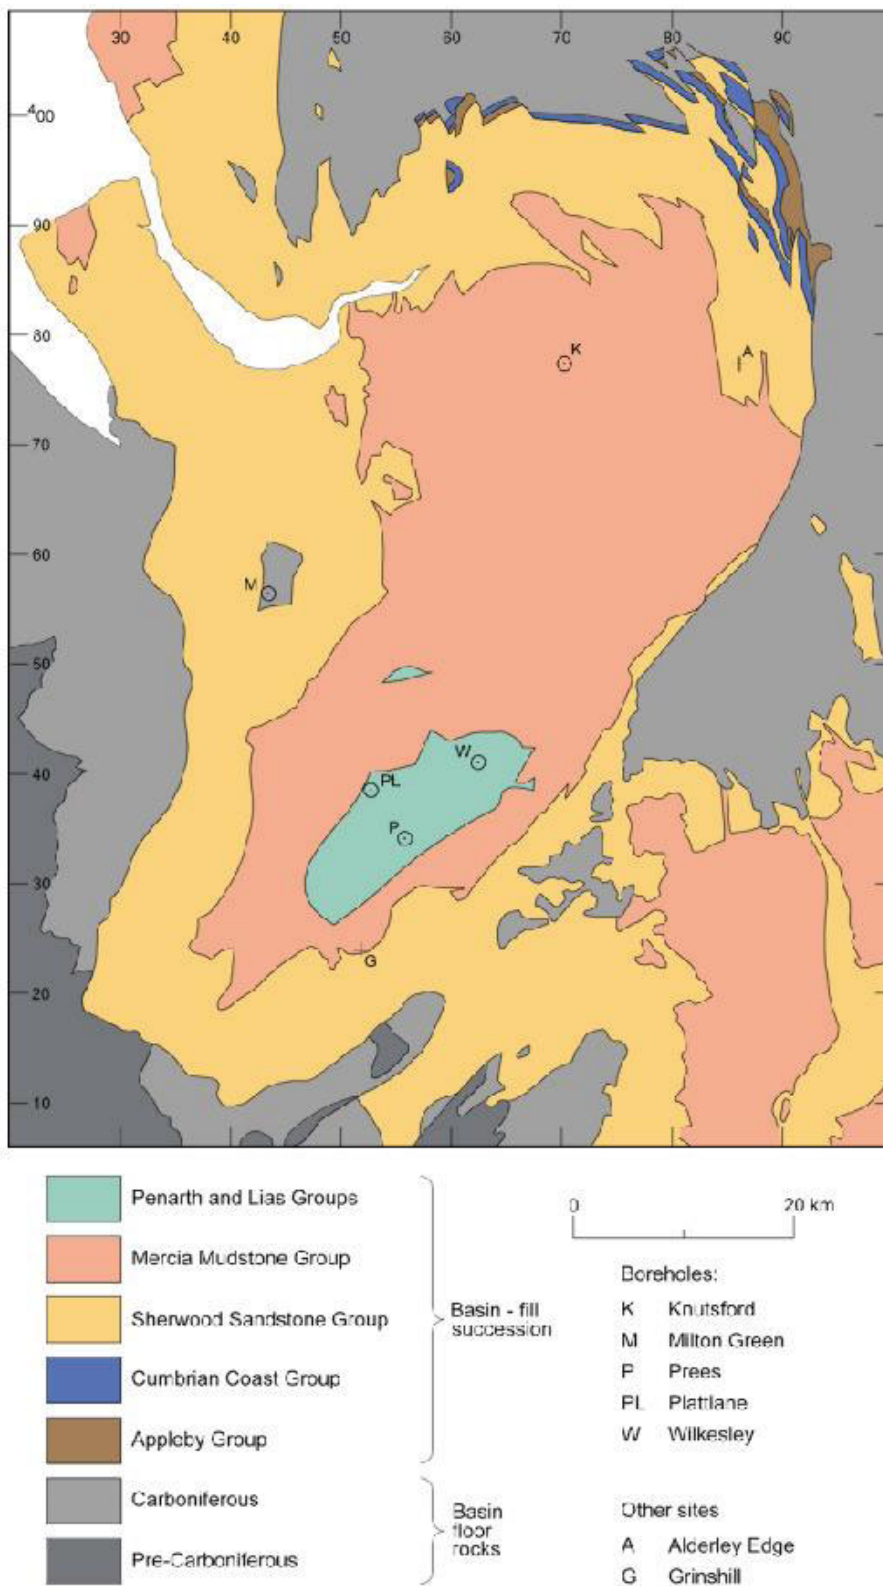 30 40 50 60 70 80 90
400
90
80
K
A
70
60
M
50
W
40
PL
P
30
G
20
10
Penarth and Lias Groups
Mercia Mudstone Group
Sherwood Sandstone Group
Cumbrian Coast Group
Appleby Group
Carboniferous
Pre-Carboniferous
Basin - fill
succession
Basin
floor
rocks
0 20 km
Boreholes:
K Knutsford
M Milton Green
P Prees
PL Plattlane
W Wilkesley
Other sites
A Alderley Edge
G Grinshill